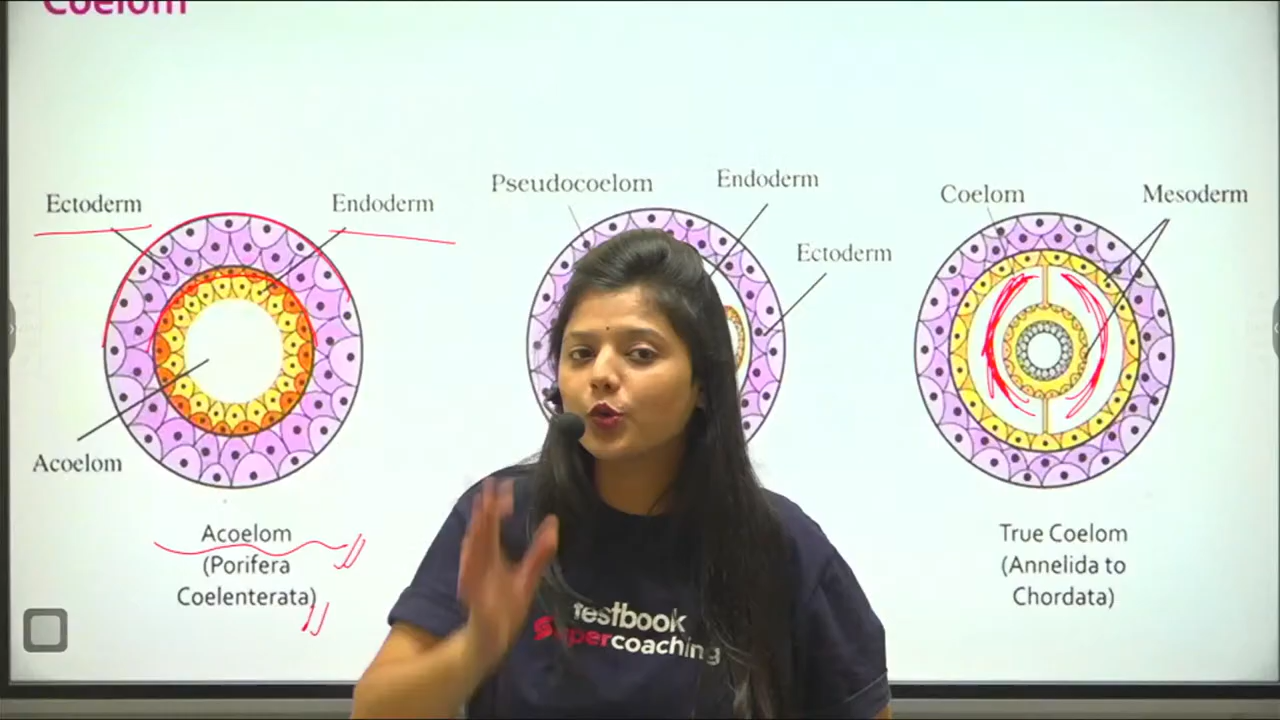 Coelom
Ectoderm
Endoderm
Acoelom
Acoelom
(Porifera
Coelenterata)
Pseudocoelom
Endoderm
Ectoderm
Coelom
Mesoderm
True Coelom
(Annelida to
Chordata)
testbook
Supercoaching